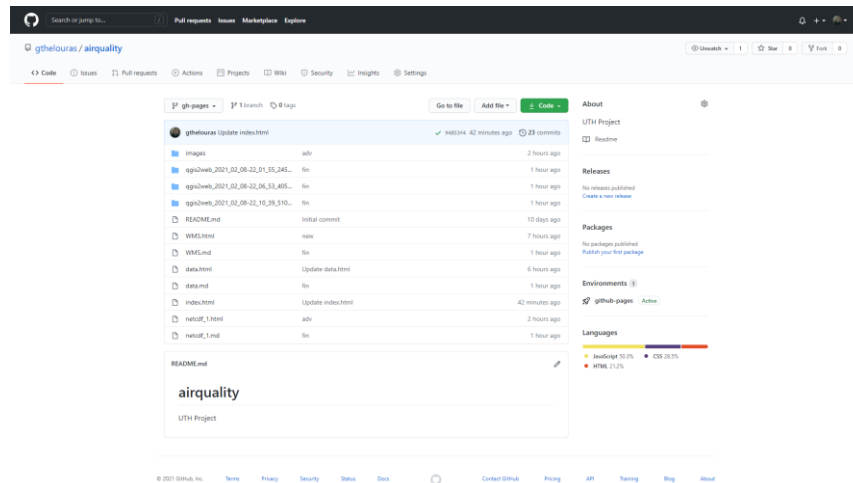 Search or jump to... / Pull requests Issues Marketplace Explore
gthelouras / airquality
Unwatch 1 Star 0 Fork 0
Code Issues Pull requests Actions Projects Wiki Security Insights Settings
gh-pages 1 branch 0 tags Go to file Add file Code
gthelouras Update index.html 42 minutes ago 23 commits
images adv 2 hours ago
qgis2web_2021_02_08-22_01_55_245... fin 1 hour ago
qgis2web_2021_02_08-22_06_53_405... fin 1 hour ago
qgis2web_2021_02_08-22_10_39_510... fin 1 hour ago
README.md Initial commit 10 days ago
WMS.html new 7 hours ago
WMS.md fin 1 hour ago
data.html Update data.html 6 hours ago
data.md fin 1 hour ago
index.html Update index.html 42 minutes ago
netcdf_1.html adv 2 hours ago
netcdf_1.md fin 1 hour ago
README.md
airquality
UTH Project
About
UTH Project
Readme
Releases
No releases published
Create a new release
Packages
No packages published
Publish your first package
Environments 1
github-pages Active
Languages
JavaScript 50.0% CSS 28.5%
HTML 21.2%
© 2021 GitHub, Inc. Terms Privacy Security Status Docs Contact GitHub Pricing API Training Blog About